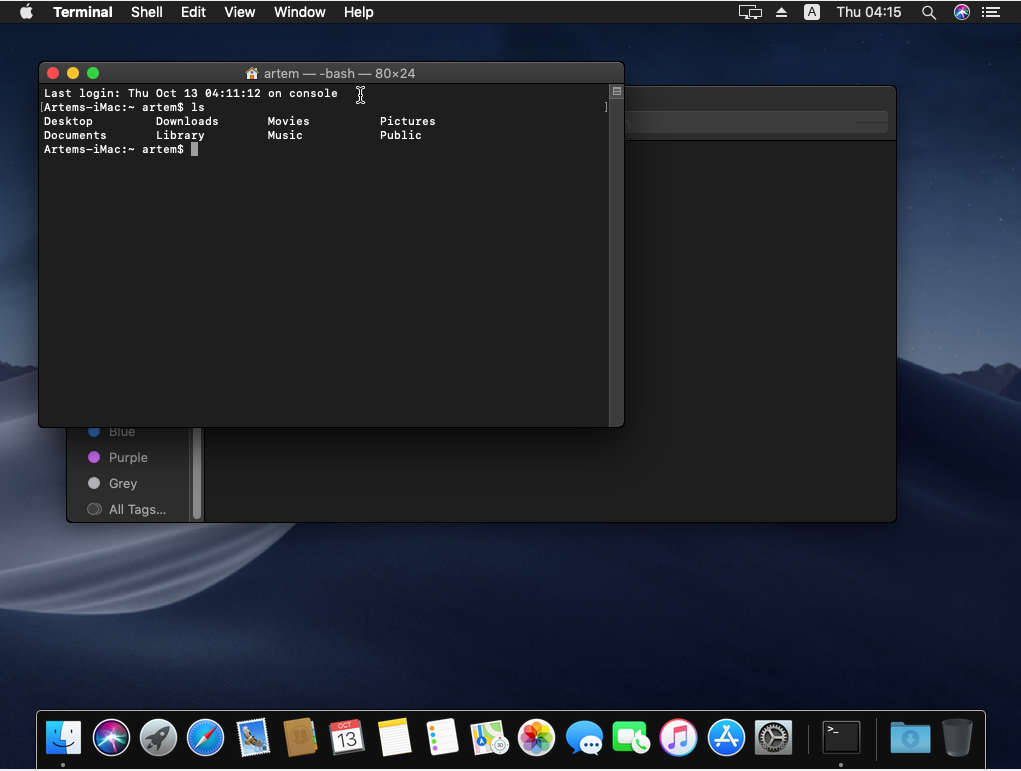 Terminal Shell Edit View Window Help A Thu 04:15
artem — -bash — 80×24
Last login: Thu Oct 13 04:11:12 on console
[Artems-iMac:~ artem$ ls ]
Desktop Downloads Movies Pictures
Documents Library Music Public
Artems-iMac:~ artem$
Blue
Purple
Grey
All Tags...
OCT
13
>_